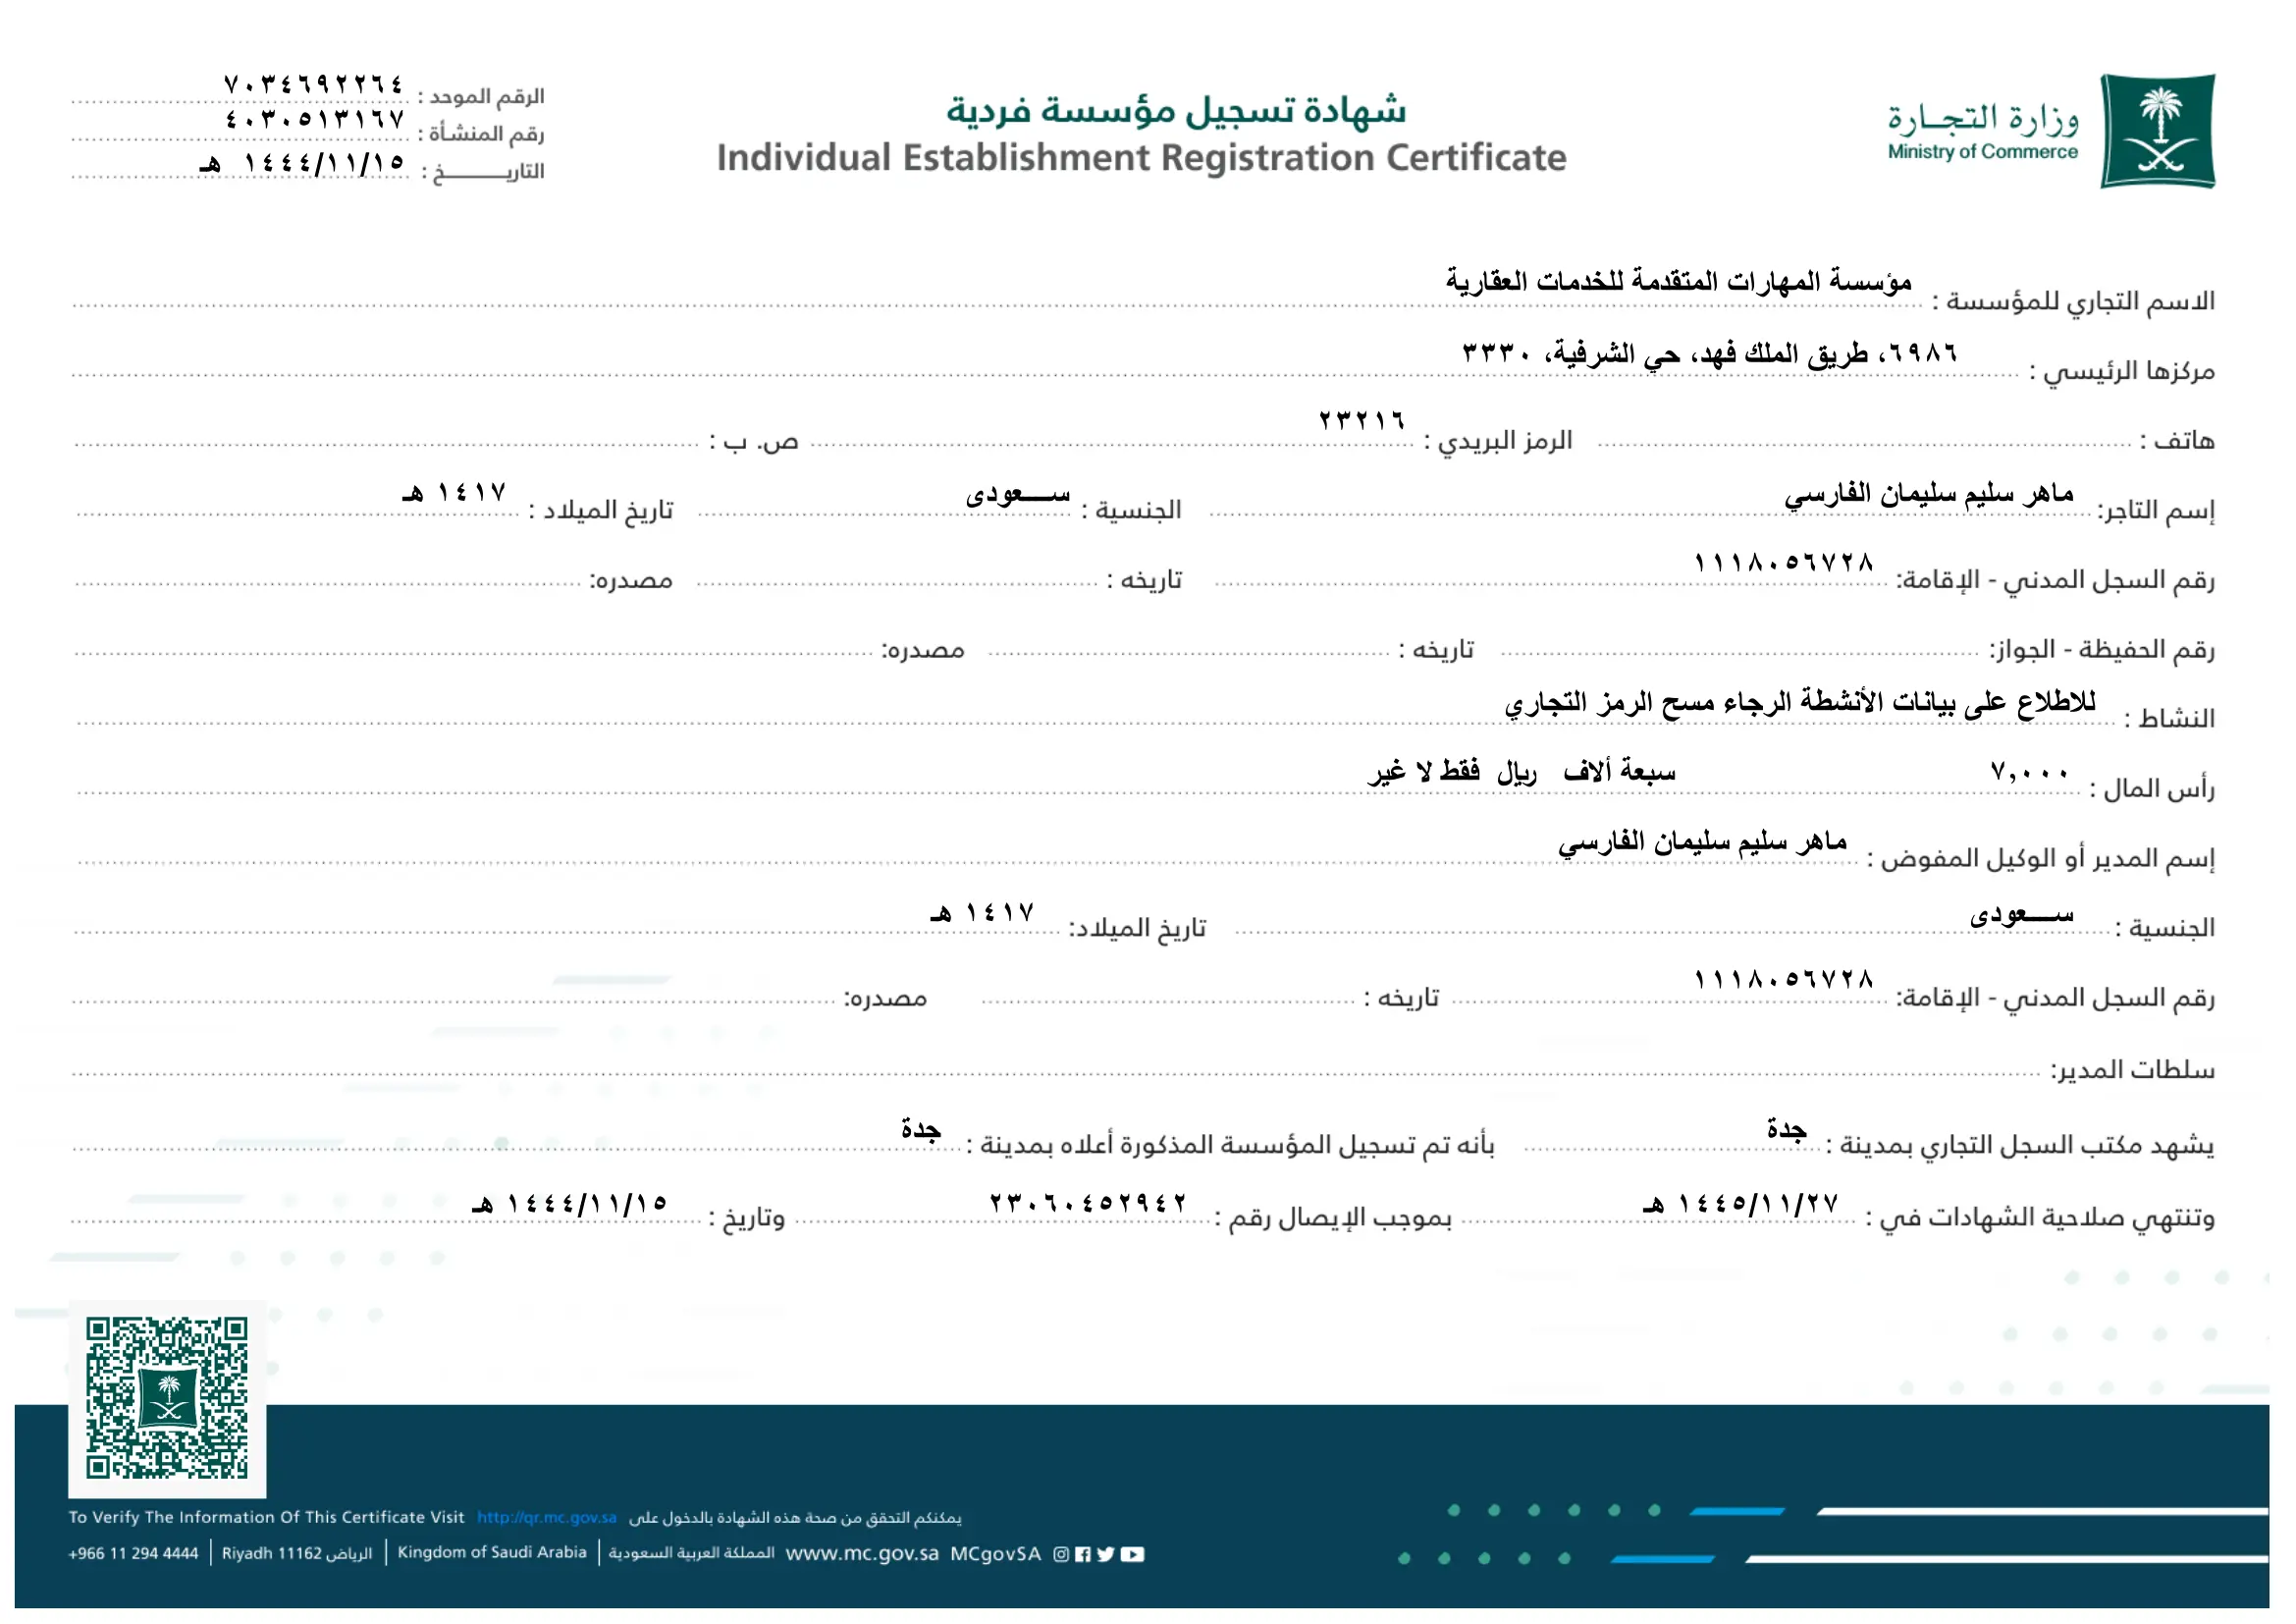 وزارة التجـارة
Ministry of Commerce
شهادة تسجيل مؤسسة فردية
Individual Establishment Registration Certificate
الرقم الموحد : ٧٠٣٤٦٩٢٢٦٤
رقم المنشأة : ٤٠٣٠٥١٣١٦٧
التاريـــــــخ : ١٤٤٤/١١/١٥ هـ
الاسم التجاري للمؤسسة : مؤسسة المهارات المتقدمة للخدمات العقارية
مركزها الرئيسي : ٦٩٨٦، طريق الملك فهد، حي الشرفية، ٣٣٣٠
هاتف : الرمز البريدي : ٢٣٢١٦ ص. ب :
إسم التاجر: ماهر سليم سليمان الفارسي الجنسية : ســـعودى تاريخ الميلاد : ١٤١٧ هـ
رقم السجل المدني - الإقامة: ١١١٨٠٥٦٧٢٨ تاريخه : مصدره:
رقم الحفيظة - الجواز: تاريخه : مصدره:
النشاط : للاطلاع على بيانات الأنشطة الرجاء مسح الرمز التجاري
رأس المال : ٧,٠٠٠ سبعة ألاف ريال فقط لا غير
إسم المدير أو الوكيل المفوض : ماهر سليم سليمان الفارسي
الجنسية : ســـعودى تاريخ الميلاد: ١٤١٧ هـ
رقم السجل المدني - الإقامة: ١١١٨٠٥٦٧٢٨ تاريخه : مصدره:
سلطات المدير:
يشهد مكتب السجل التجاري بمدينة : جدة بأنه تم تسجيل المؤسسة المذكورة أعلاه بمدينة : جدة
وتنتهي صلاحية الشهادات في : ١٤٤٥/١١/٢٧ هـ بموجب الإيصال رقم : ٢٣٠٦٠٤٥٢٩٤٢ وتاريخ : ١٤٤٤/١١/١٥ هـ
To Verify The Information Of This Certificate Visit http://qr.mc.gov.sa يمكنكم التحقق من صحة هذه الشهادة بالدخول على
+966 11 294 4444 | Riyadh 11162 الرياض | Kingdom of Saudi Arabia | المملكة العربية السعودية www.mc.gov.sa MCgovSA